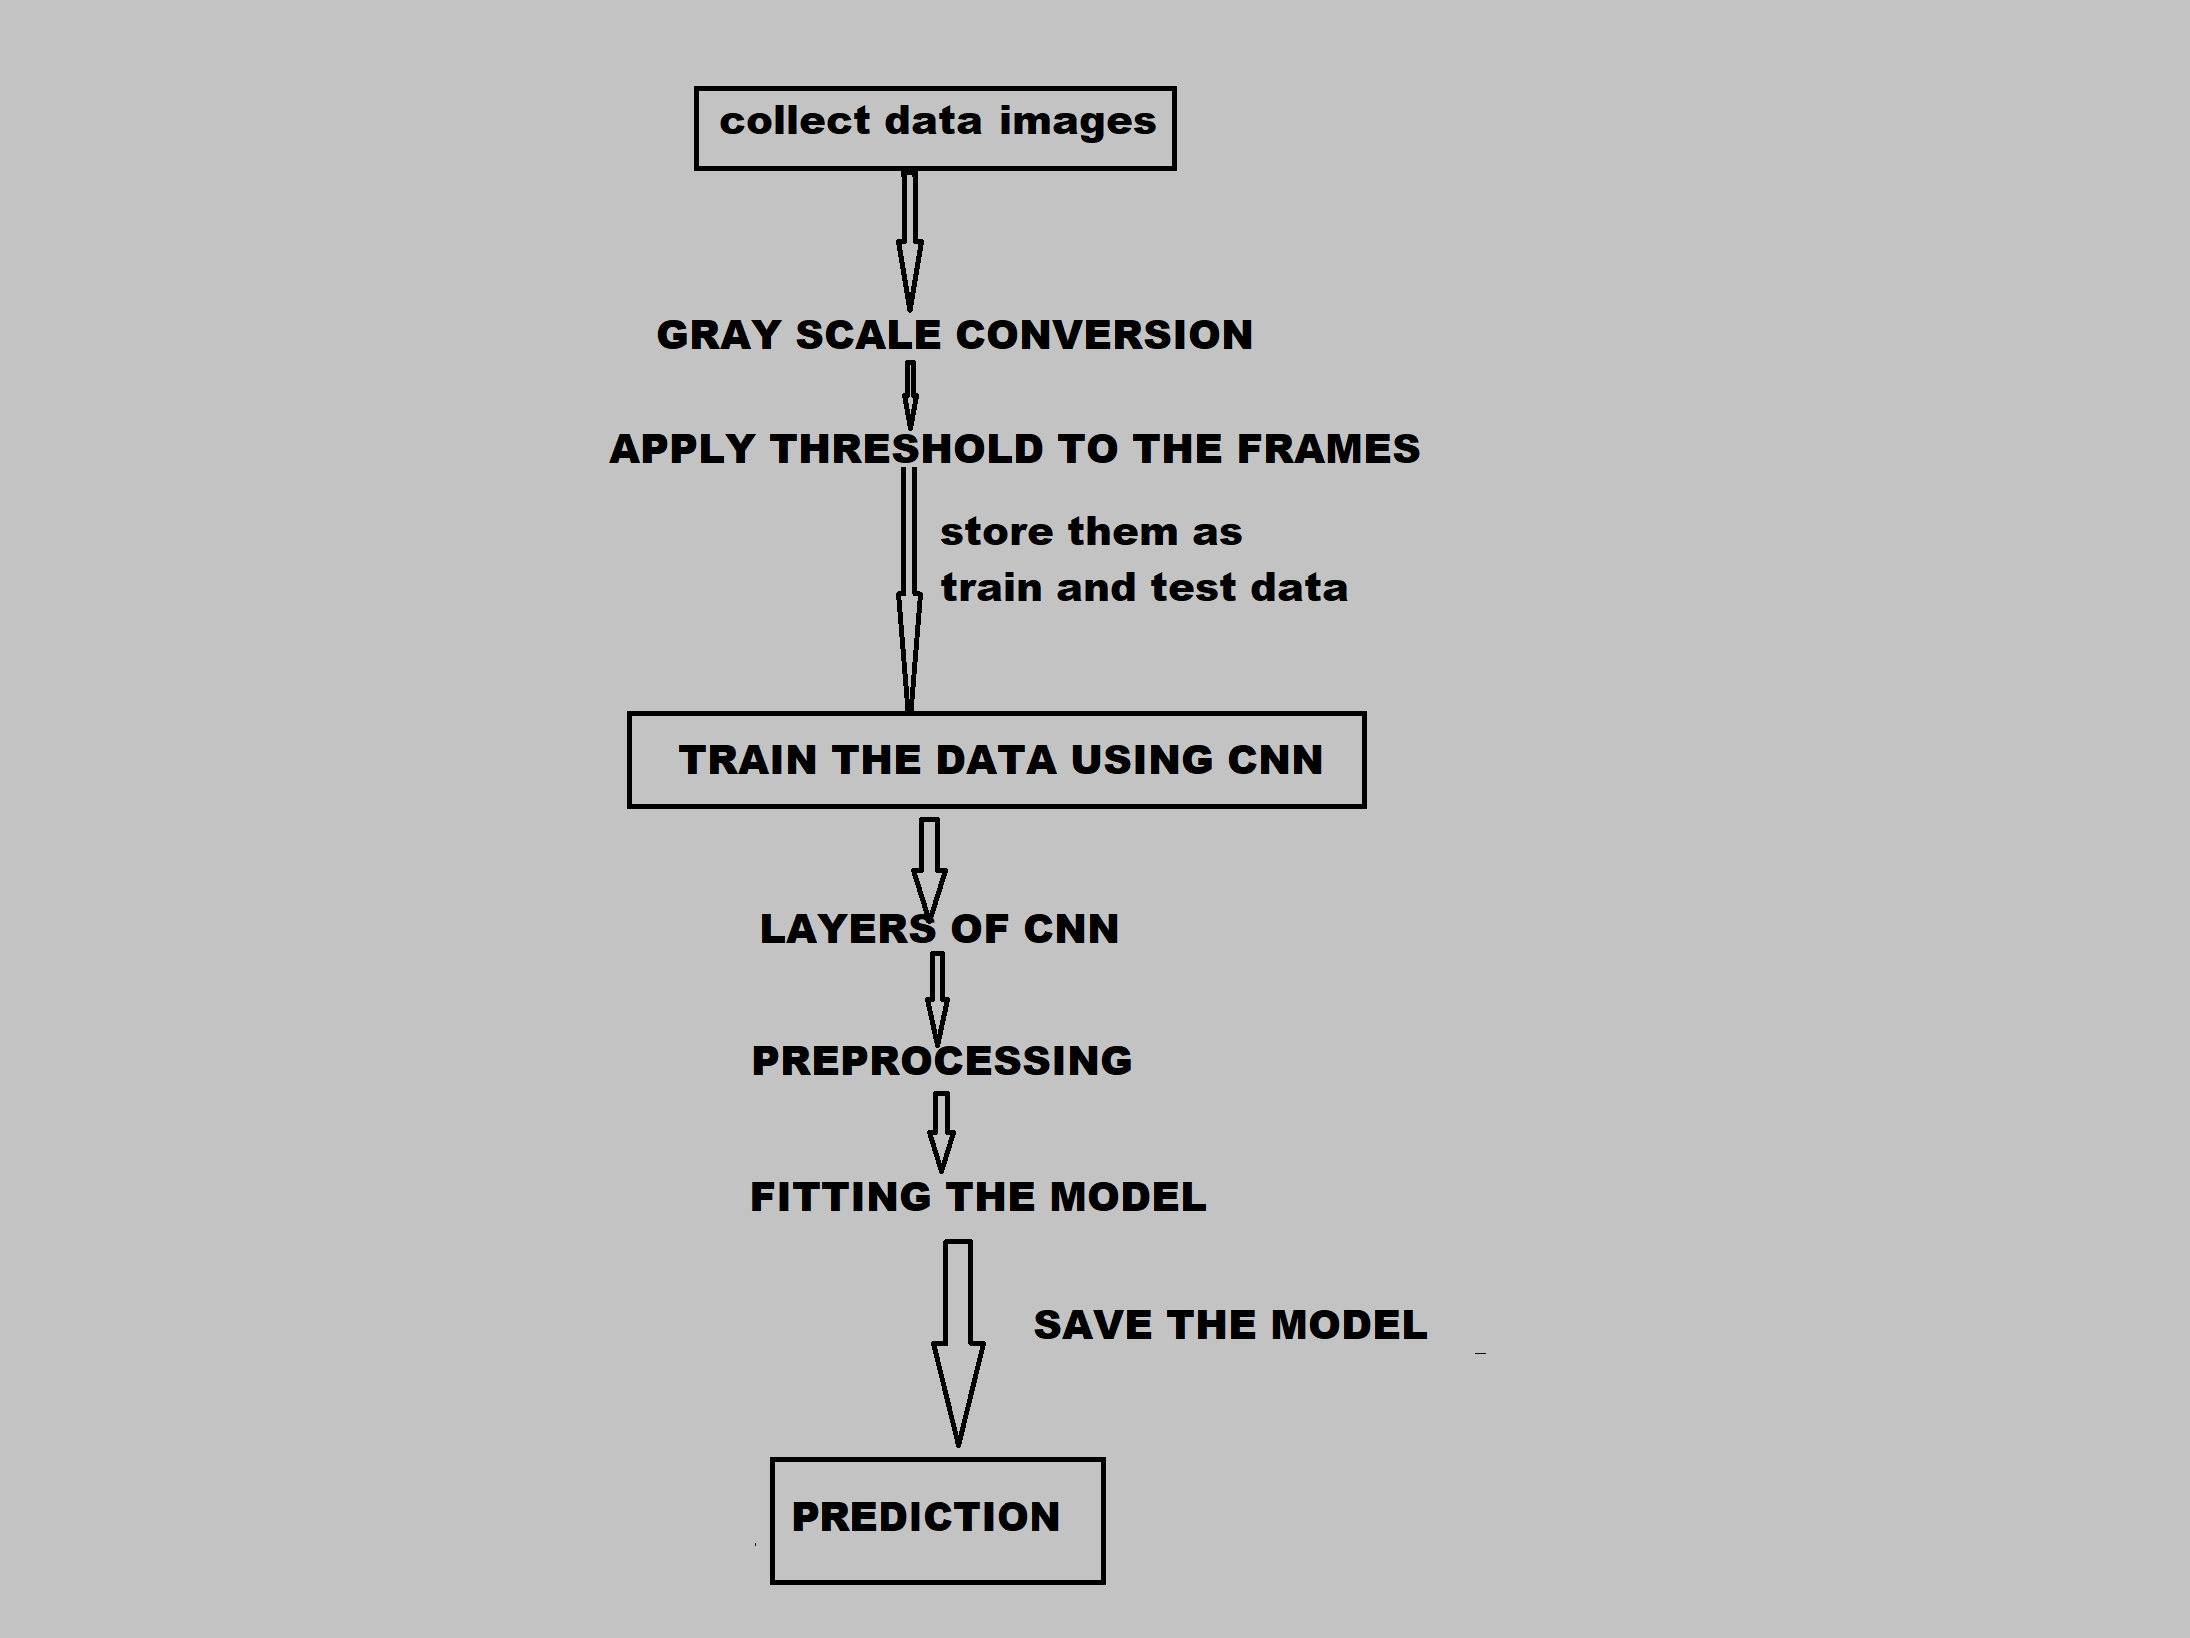 collect data images
GRAY SCALE CONVERSION
APPLY THRESHOLD TO THE FRAMES
store them as
train and test data
TRAIN THE DATA USING CNN
LAYERS OF CNN
PREPROCESSING
FITTING THE MODEL
SAVE THE MODEL
PREDICTION